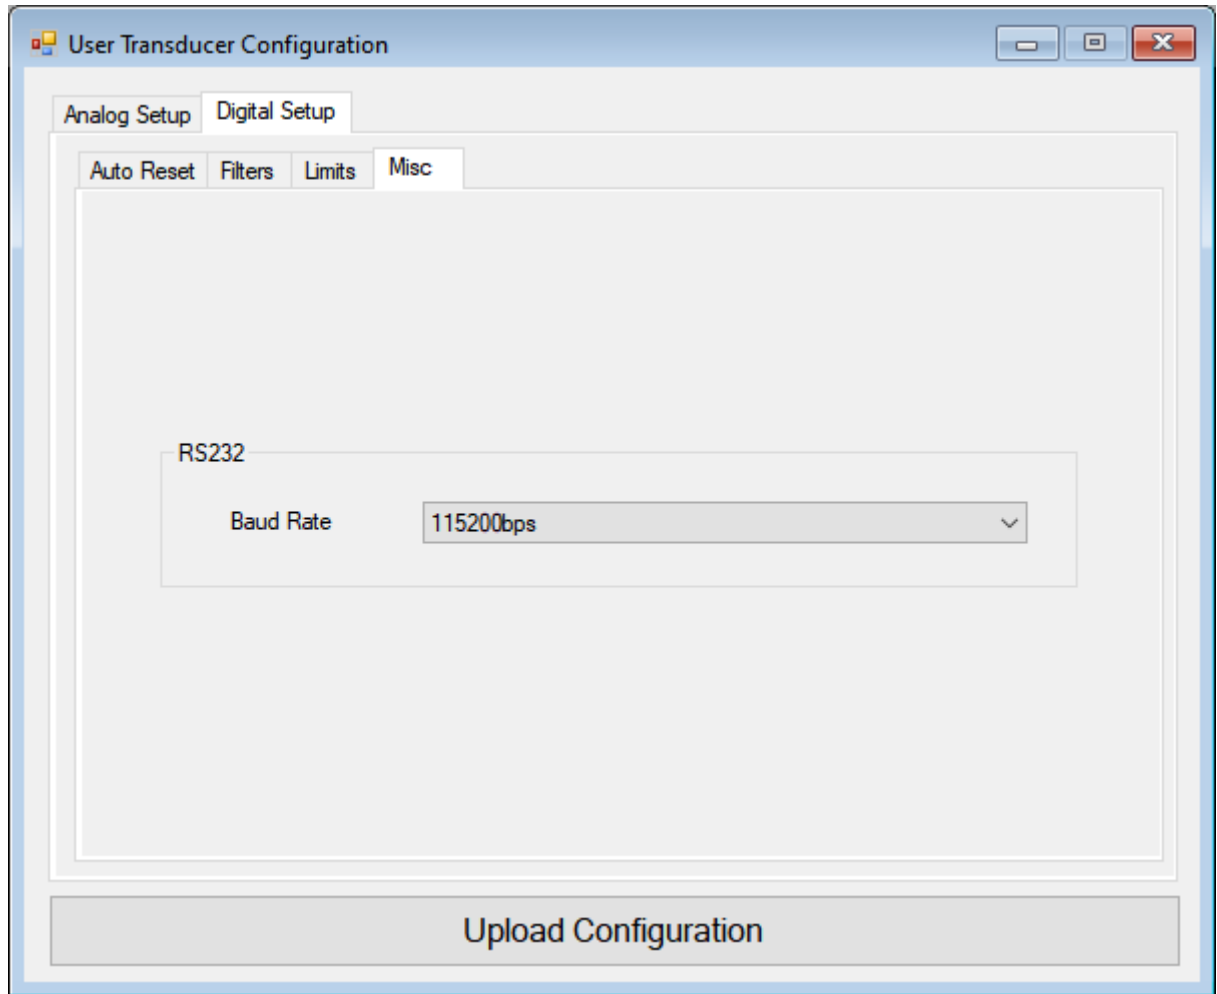 User Transducer Configuration
Analog Setup Digital Setup
Auto Reset Filters Limits Misc
RS232
Baud Rate 115200bps
Upload Configuration